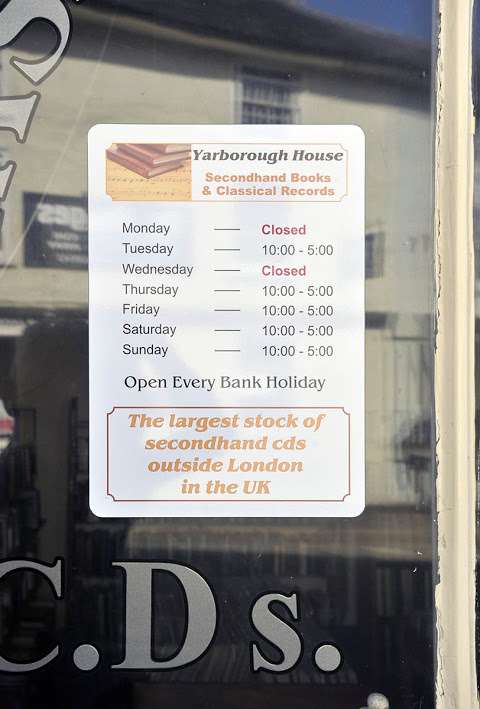 Yarborough House
Secondhand Books
& Classical Records
Monday —— Closed
Tuesday —— 10:00 - 5:00
Wednesday —— Closed
Thursday —— 10:00 - 5:00
Friday —— 10:00 - 5:00
Saturday —— 10:00 - 5:00
Sunday —— 10:00 - 5:00
Open Every Bank Holiday
The largest stock of
secondhand cds
outside London
in the UK
C.Ds.